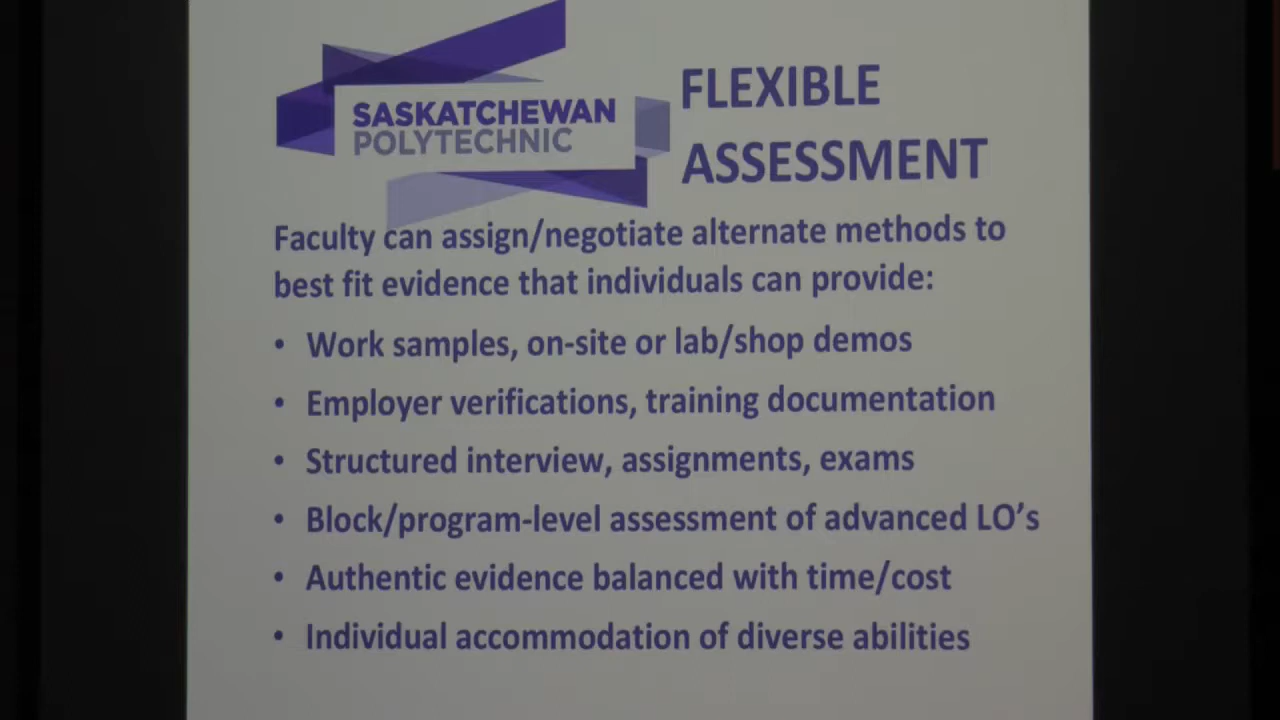 SASKATCHEWAN
POLYTECHNIC
FLEXIBLE
ASSESSMENT
Faculty can assign/negotiate alternate methods to
best fit evidence that individuals can provide:
• Work samples, on-site or lab/shop demos
• Employer verifications, training documentation
• Structured interview, assignments, exams
• Block/program-level assessment of advanced LO's
• Authentic evidence balanced with time/cost
• Individual accommodation of diverse abilities